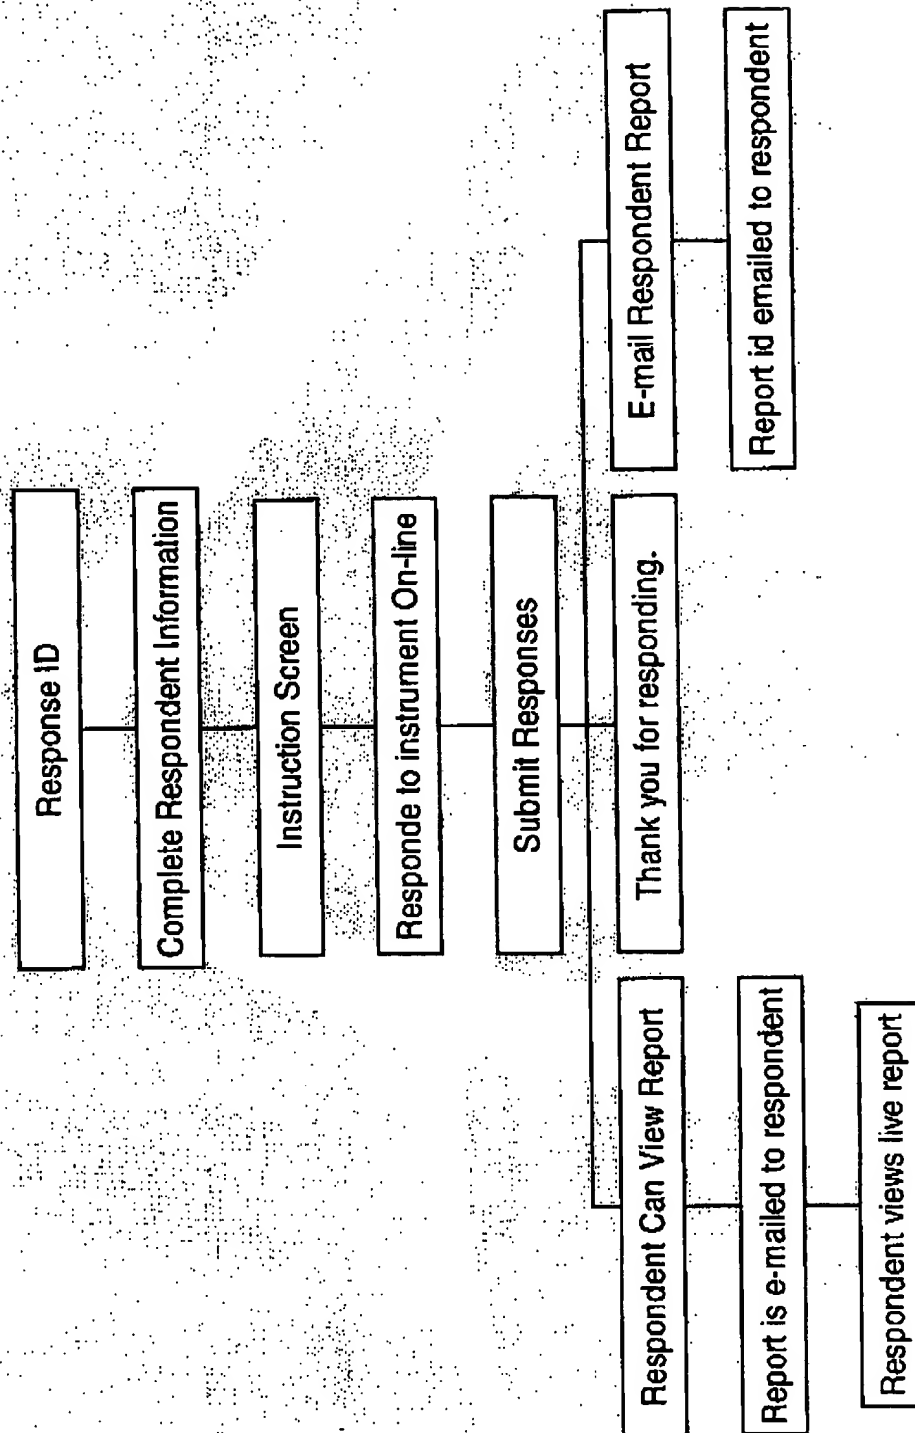 Response ID
Complete Respondent Information
Instruction Screen
Responde to instrument On-line
Submit Responses
Respondent Can View Report
Thank you for responding.
E-mail Respondent Report
Report is e-mailed to respondent
Report id emailed to respondent
Respondent views live report